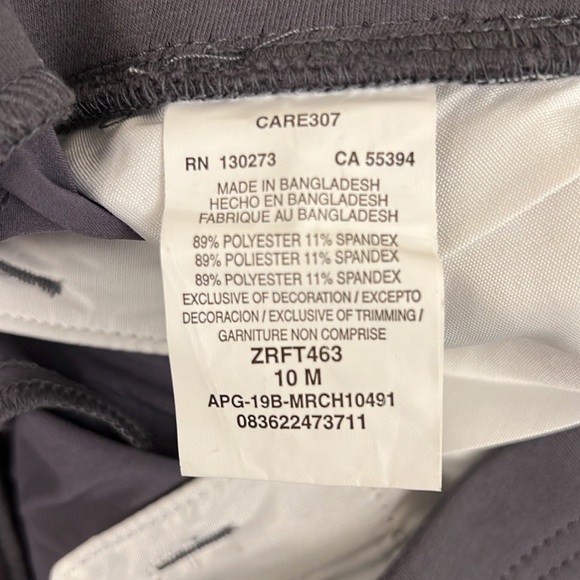 CARE307
RN 130273 CA 55394
MADE IN BANGLADESH
HECHO EN BANGLADESH
FABRIQUE AU BANGLADESH
89% POLYESTER 11% SPANDEX
89% POLIESTER 11% SPANDEX
89% POLYESTER 11% SPANDEX
EXCLUSIVE OF DECORATION / EXCEPTO
DECORACION / EXCLUSIVE OF TRIMMING /
GARNITURE NON COMPRISE
ZRFT463
10 M
APG-19B-MRCH10491
083622473711